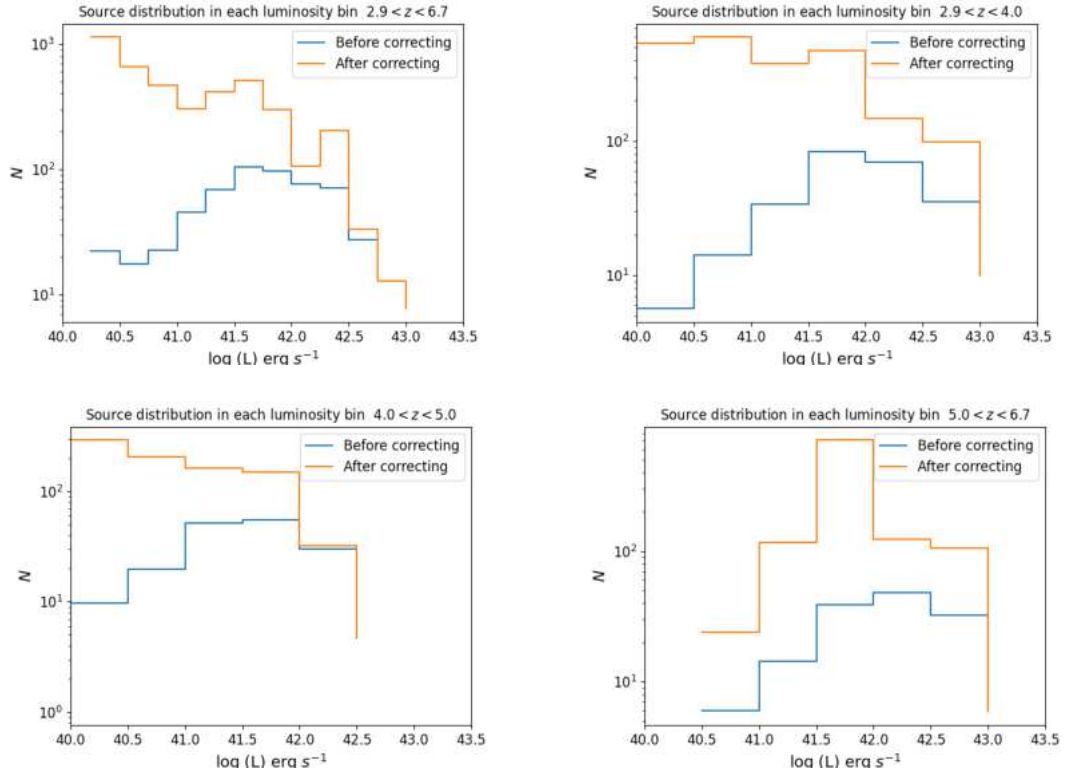 Source distribution in each luminosity bin 2.9 < z < 6.7
Before correcting
After correcting
N
10³
10²
10¹
40.0 40.5 41.0 41.5 42.0 42.5 43.0 43.5
log (L) erg s⁻¹
Source distribution in each luminosity bin 2.9 < z < 4.0
Before correcting
After correcting
N
10²
10¹
40.0 40.5 41.0 41.5 42.0 42.5 43.0 43.5
log (L) erg s⁻¹
Source distribution in each luminosity bin 4.0 < z < 5.0
Before correcting
After correcting
N
10²
10¹
10⁰
40.0 40.5 41.0 41.5 42.0 42.5 43.0 43.5
log (L) erg s⁻¹
Source distribution in each luminosity bin 5.0 < z < 6.7
Before correcting
After correcting
N
10²
10¹
40.0 40.5 41.0 41.5 42.0 42.5 43.0 43.5
log (L) erg s⁻¹